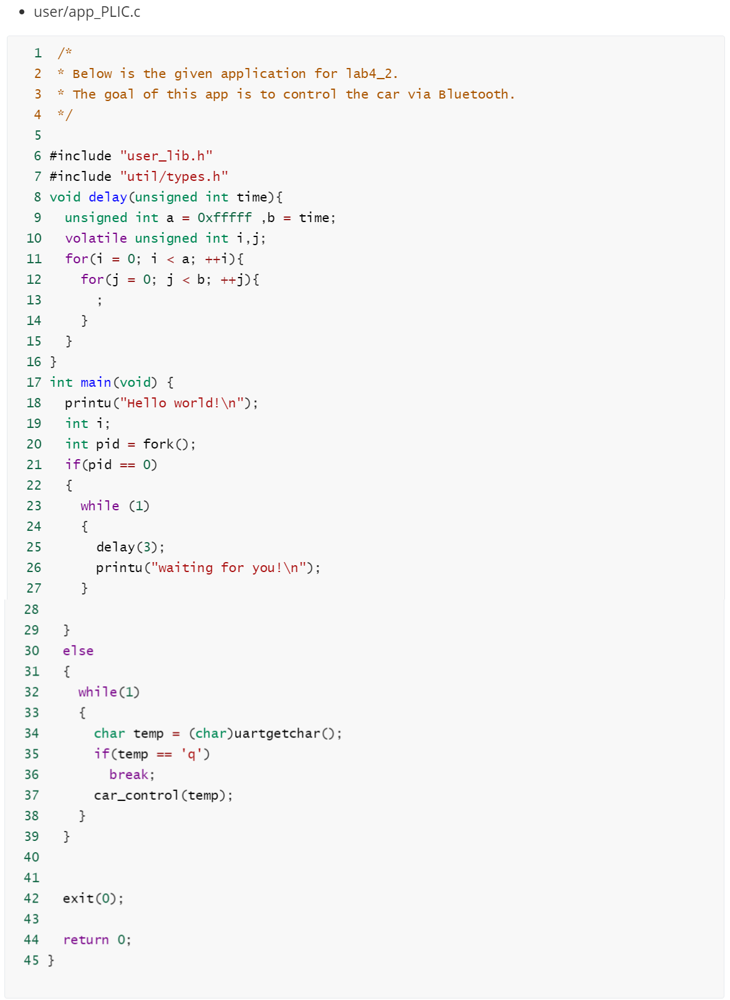 • user/app_PLIC.c
1 /*
2 * Below is the given application for lab4_2.
3 * The goal of this app is to control the car via Bluetooth.
4 */
5
6 #include "user_lib.h"
7 #include "util/types.h"
8 void delay(unsigned int time){
9   unsigned int a = 0xfffff ,b = time;
10   volatile unsigned int i,j;
11   for(i = 0; i < a; ++i){
12     for(j = 0; j < b; ++j){
13       ;
14     }
15   }
16 }
17 int main(void) {
18   printu("Hello world!\n");
19   int i;
20   int pid = fork();
21   if(pid == 0)
22   {
23     while (1)
24     {
25       delay(3);
26       printu("waiting for you!\n");
27     }
28
29   }
30   else
31   {
32     while(1)
33     {
34       char temp = (char)uartgetchar();
35       if(temp == 'q')
36         break;
37       car_control(temp);
38     }
39   }
40
41
42   exit(0);
43
44   return 0;
45 }